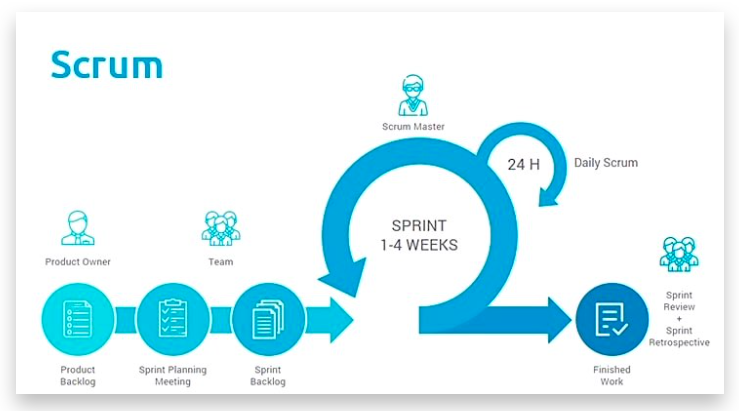 Scrum
Scrum Master
24 H
Daily Scrum
SPRINT
1-4 WEEKS
Product Owner
Team
Sprint
Review
+
Sprint
Retrospective
Product
Backlog
Sprint Planning
Meeting
Sprint
Backlog
Finished
Work